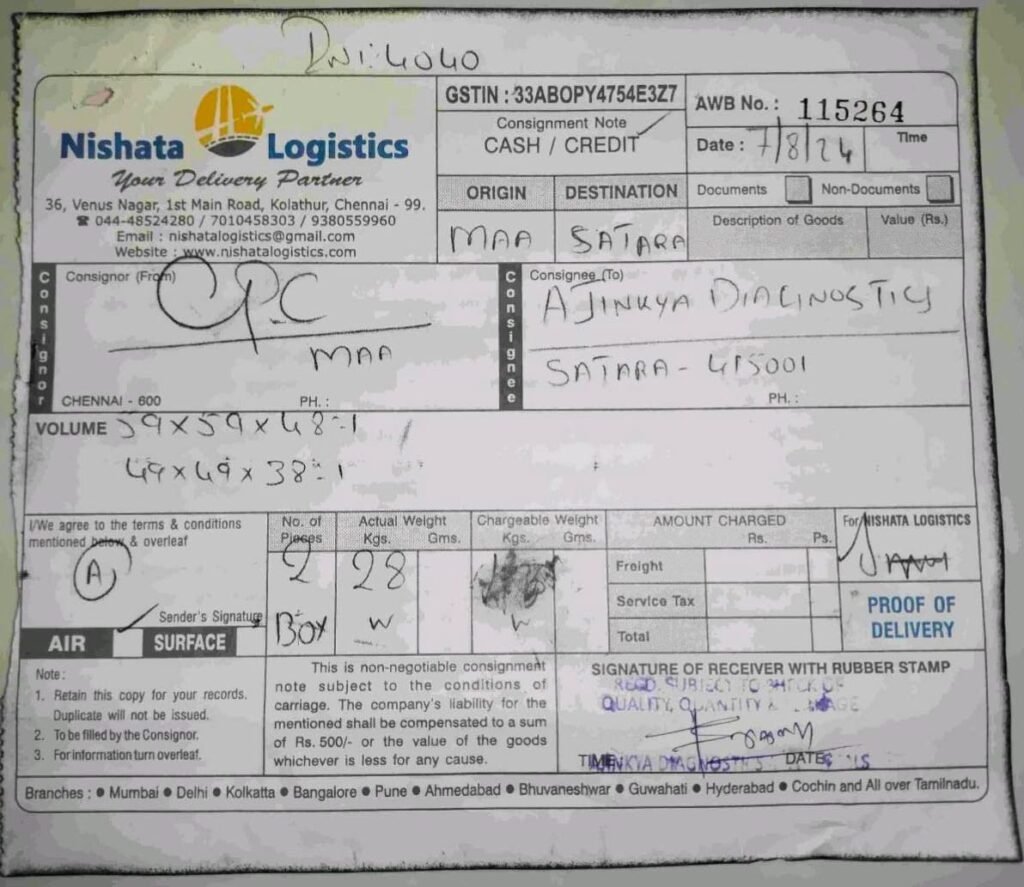 Nishata Logistics
Your Delivery Partner
36, Venus Nagar, 1st Main Road, Kolathur, Chennai - 99.
☎ 044-48524280 / 7010458303 / 9380559960
Email : nishatalogistics@gmail.com
Website : www.nishatalogistics.com
GSTIN : 33ABOPY4754E3Z7
Consignment Note
CASH / CREDIT
AWB No. : 115264
Date : 7/8/24 Time
ORIGIN DESTINATION
MAA SATARA
Documents Non-Documents
Description of Goods Value (Rs.)
Consignor
Consignor (From)
CPC
MAA
CHENNAI - 600 PH. :
Consignee
Consignee (To)
AJINKYA DIAGNOSTICS
SATARA - 415001
PH. :
VOLUME 59x59x48=1
49x49x38=1
I/We agree to the terms & conditions
mentioned below & overleaf
A
Sender's Signature
AIR SURFACE
No. of Pieces
2
Box
Actual Weight
Kgs. Gms.
28
Chargeable Weight
Kgs. Gms.
AMOUNT CHARGED
Rs. Ps.
Freight
Service Tax
Total
For NISHATA LOGISTICS
PROOF OF
DELIVERY
Note :
1. Retain this copy for your records.
Duplicate will not be issued.
2. To be filled by the Consignor.
3. For information turn overleaf.
This is non-negotiable consignment
note subject to the conditions of
carriage. The company's liability for the
mentioned shall be compensated to a sum
of Rs. 500/- or the value of the goods
whichever is less for any cause.
SIGNATURE OF RECEIVER WITH RUBBER STAMP
RECD. SUBJECT TO
QUALITY, QUANTITY &
TIME DATE
AJINKYA DIAGNOSTICS
Branches : ● Mumbai ● Delhi ● Kolkatta ● Bangalore ● Pune ● Ahmedabad ● Bhuvaneshwar ● Guwahati ● Hyderabad ● Cochin and All over Tamilnadu.